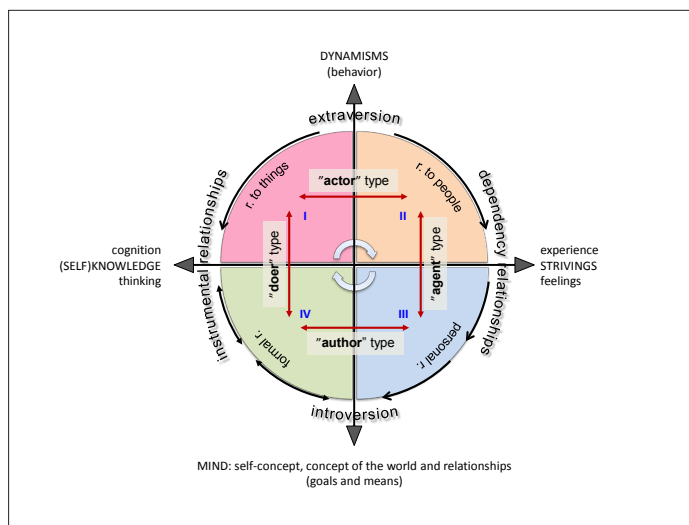 DYNAMISMS
(behavior)
extraversion
r. to things
r. to people
"actor" type
I
II
instrumental relationships
dependency relationships
"doer" type
"agent" type
cognition
(SELF)KNOWLEDGE
thinking
experience
STRIVINGS
feelings
IV
III
"author" type
formal r.
personal r.
introversion
MIND: self-concept, concept of the world and relationships
(goals and means)